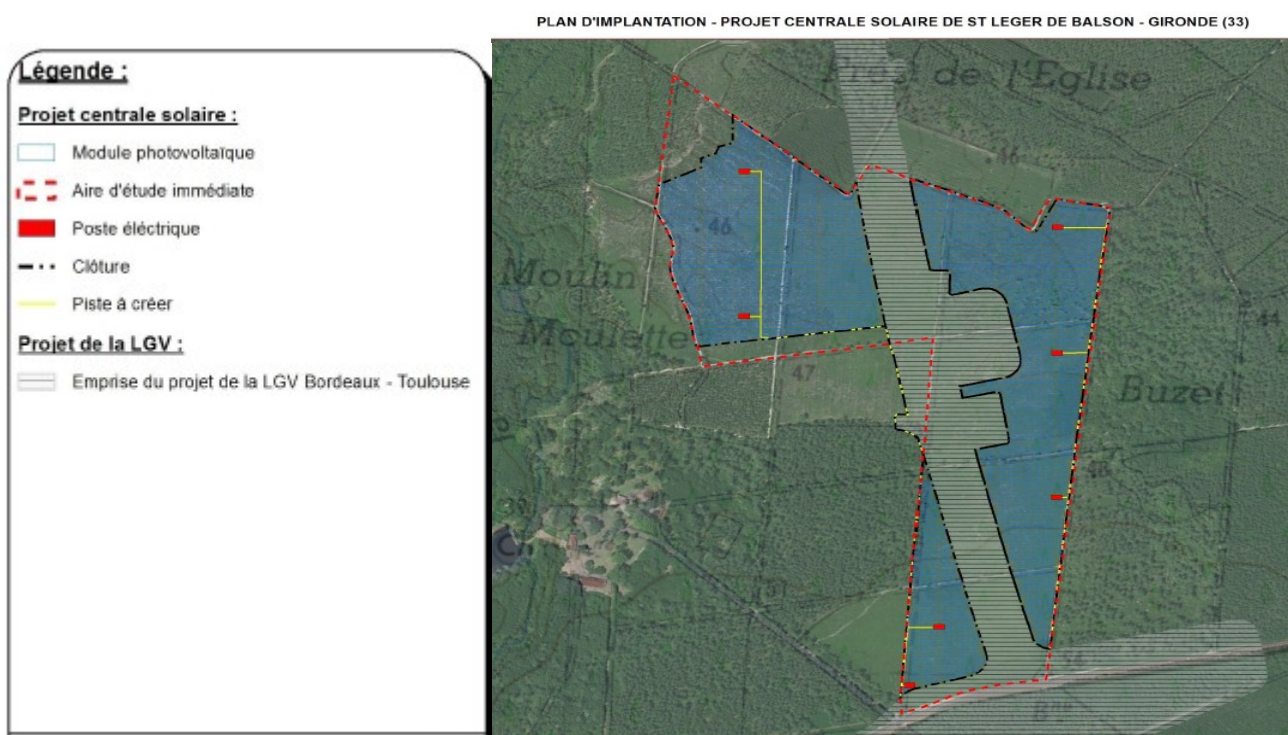 PLAN D'IMPLANTATION - PROJET CENTRALE SOLAIRE DE ST LEGER DE BALSON - GIRONDE (33)
Légende :
Projet centrale solaire :
Module photovoltaïque
Aire d'étude immédiate
Poste éléctrique
Clôture
Piste à créer
Projet de la LGV :
Emprise du projet de la LGV Bordeaux - Toulouse
de l'Eglise
46
46
Moulin
Moulette
47
Buzet